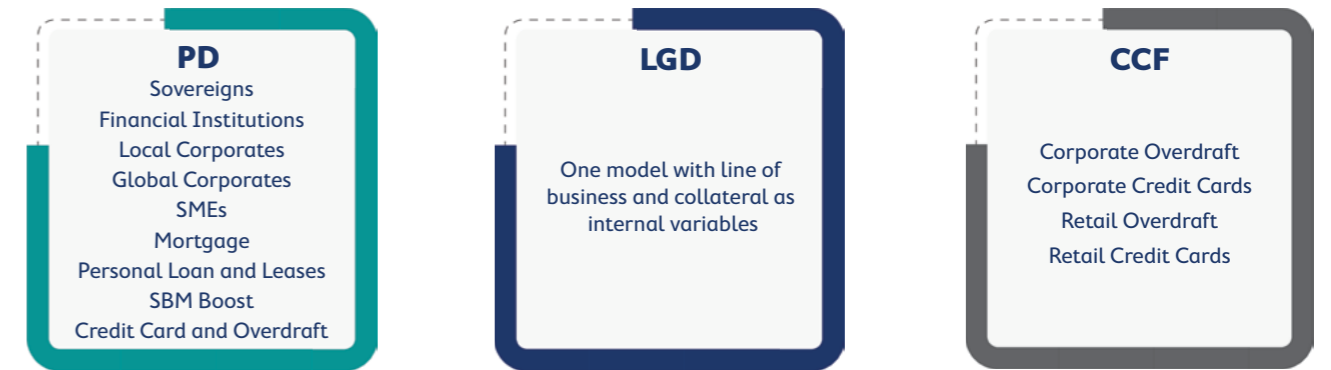 PD
Sovereigns
Financial Institutions
Local Corporates
Global Corporates
SMEs
Mortgage
Personal Loan and Leases
SBM Boost
Credit Card and Overdraft
LGD
One model with line of
business and collateral as
internal variables
CCF
Corporate Overdraft
Corporate Credit Cards
Retail Overdraft
Retail Credit Cards